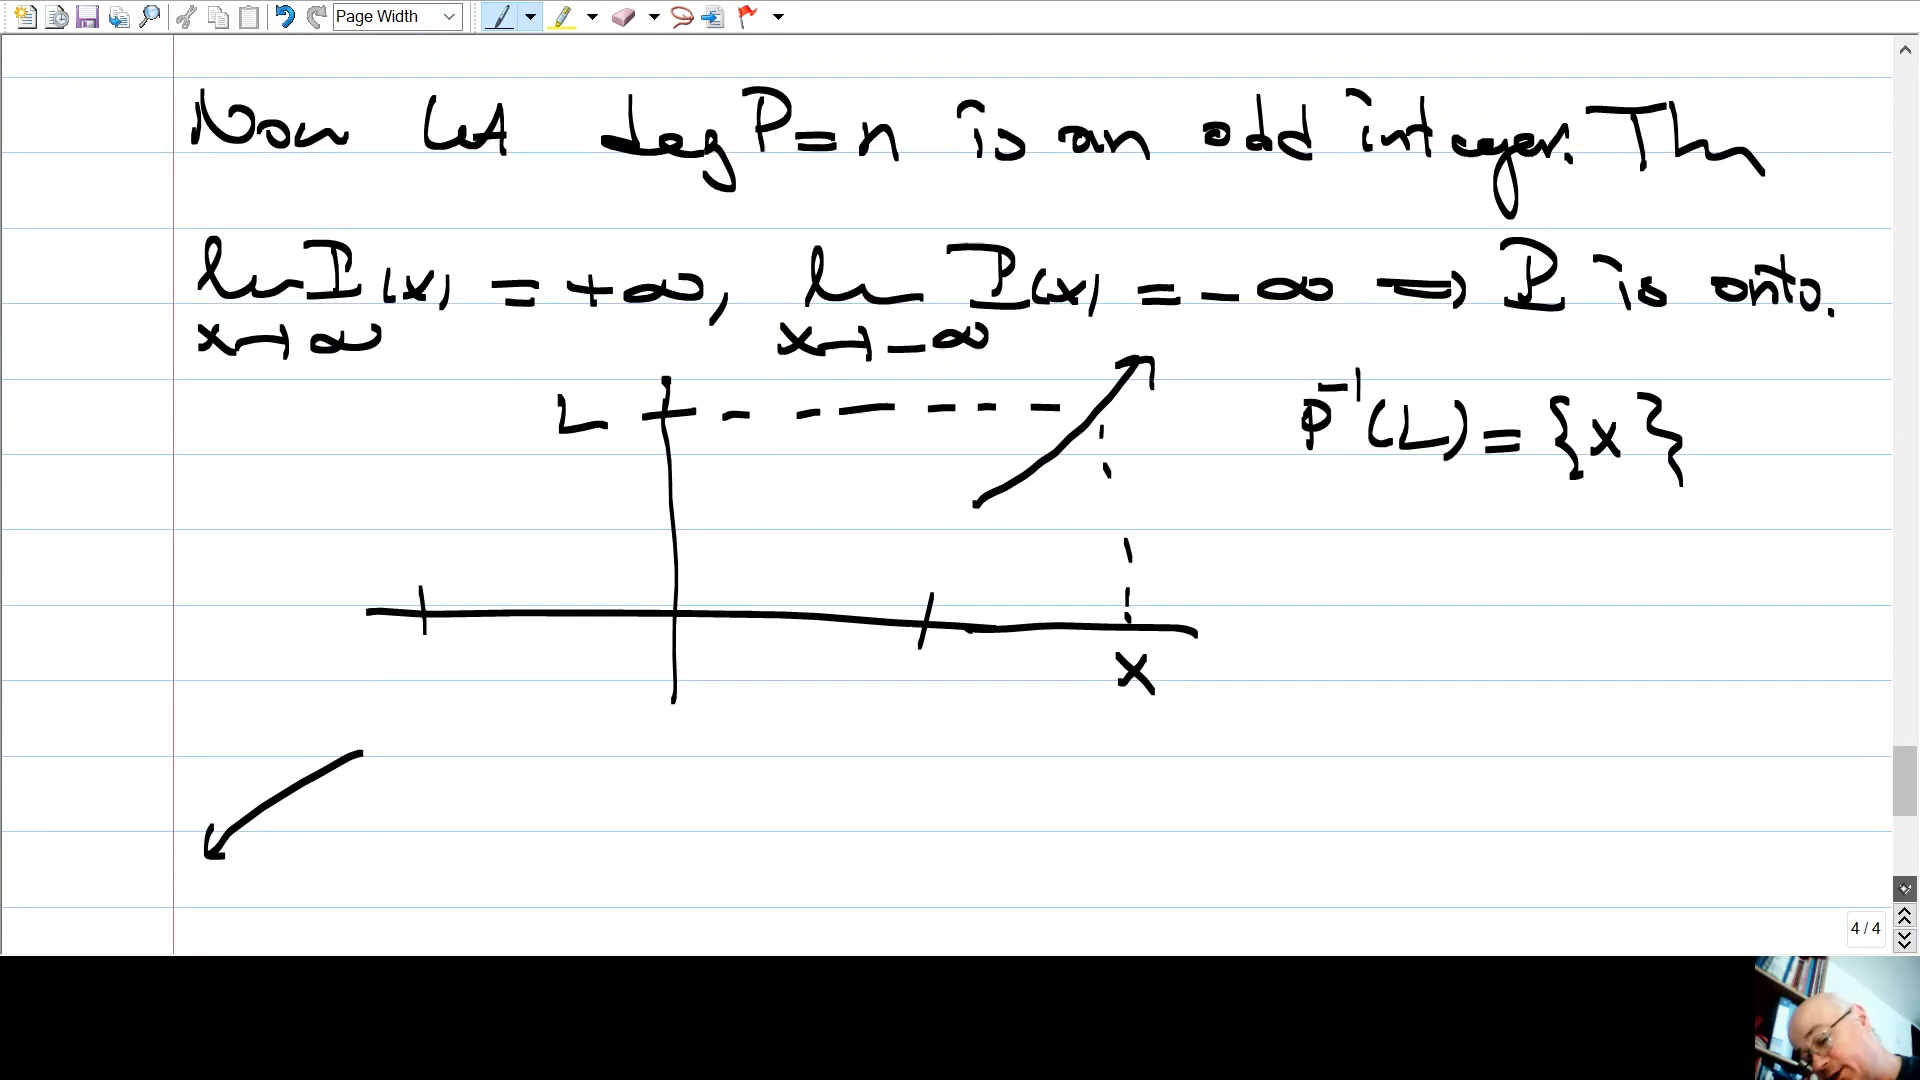 Page Width
Now let deg P = n is an odd integer. Then
lim P(x) = +∞, lim P(x) = -∞ ⟹ P is onto.
x→∞ x→-∞
L
P⁻¹(L) = {x}
x
4 / 4